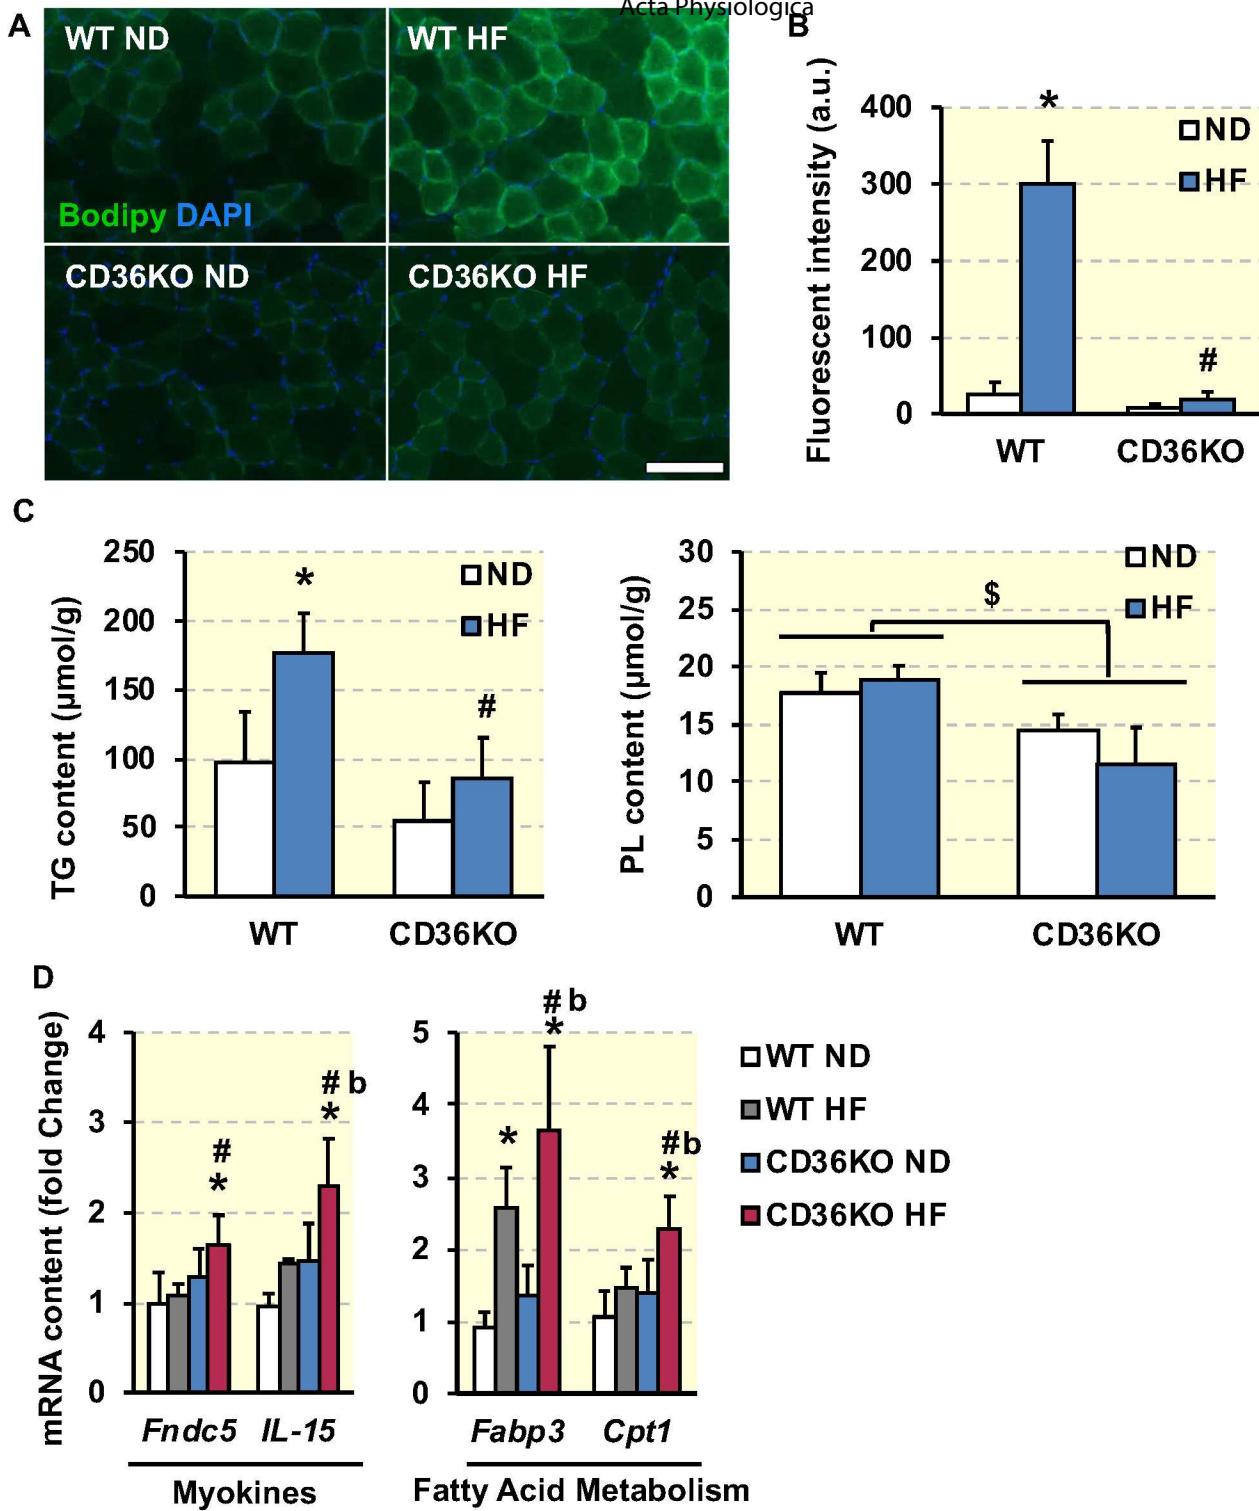 Acta Physiologica
A
WT ND
WT HF
Bodipy DAPI
CD36KO ND
CD36KO HF
B
Fluorescent intensity (a.u.)
400
300
200
100
0
*
#
ND
HF
WT
CD36KO
C
TG content (µmol/g)
250
200
150
100
50
0
*
#
ND
HF
WT
CD36KO
PL content (µmol/g)
30
25
20
15
10
5
0
$
ND
HF
WT
CD36KO
D
mRNA content (fold Change)
4
3
2
1
0
#
*
# b
*
Fndc5
IL-15
Myokines
5
4
3
2
1
0
*
# b
*
#b
*
Fabp3
Cpt1
Fatty Acid Metabolism
WT ND
WT HF
CD36KO ND
CD36KO HF